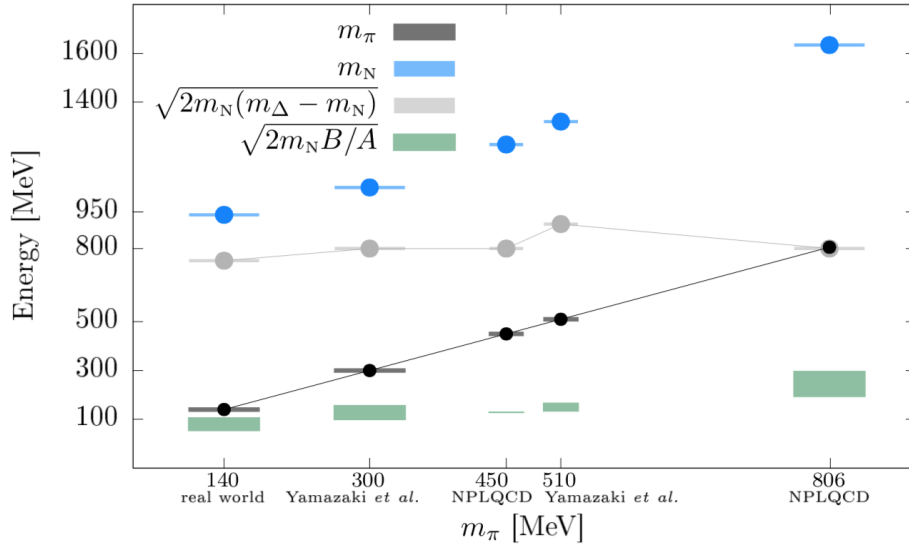 m_π
m_N
√2m_N(m_Δ − m_N)
√2m_N B/A
Energy [MeV]
1600
1400
950
800
500
300
100
140 300 450 510 806
real world Yamazaki et al. NPLQCD Yamazaki et al. NPLQCD
m_π [MeV]